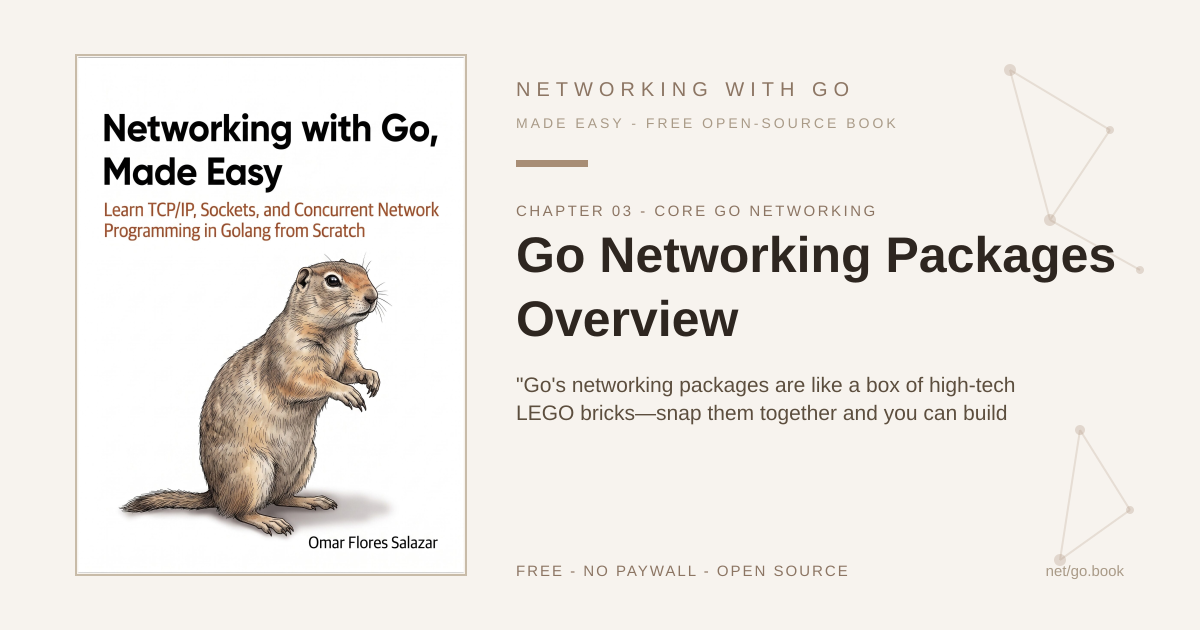 Networking with Go,
Made Easy
Learn TCP/IP, Sockets, and Concurrent Network
Programming in Golang from Scratch
Omar Flores Salazar
NETWORKING WITH GO
MADE EASY - FREE OPEN-SOURCE BOOK
CHAPTER 03 - CORE GO NETWORKING
Go Networking Packages
Overview
"Go's networking packages are like a box of high-tech
LEGO bricks—snap them together and you can build
FREE - NO PAYWALL - OPEN SOURCE
net/go.book